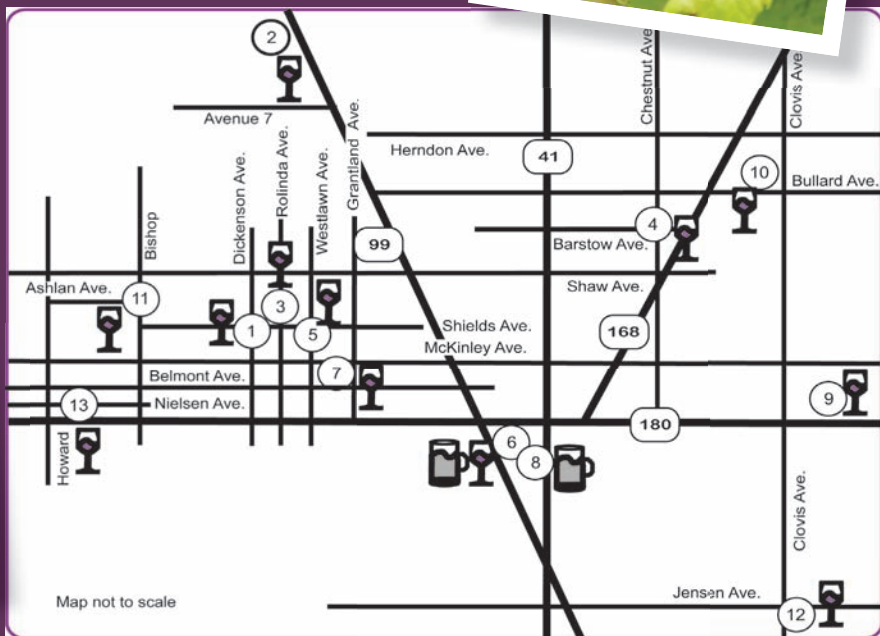 2
Avenue 7
Grantland Ave.
Chestnut Ave
Clovis Ave.
Herndon Ave.
41
10
Bullard Ave.
Bishop
Dickenson Ave.
Rolinda Ave.
Westlawn Ave.
99
4
Barstow Ave.
Ashlan Ave.
11
3
Shaw Ave.
1
5
Shields Ave.
168
McKinley Ave.
7
Belmont Ave.
13
Nielsen Ave.
9
180
Howard
6
8
Clovis Ave.
Map not to scale
Jensen Ave.
12